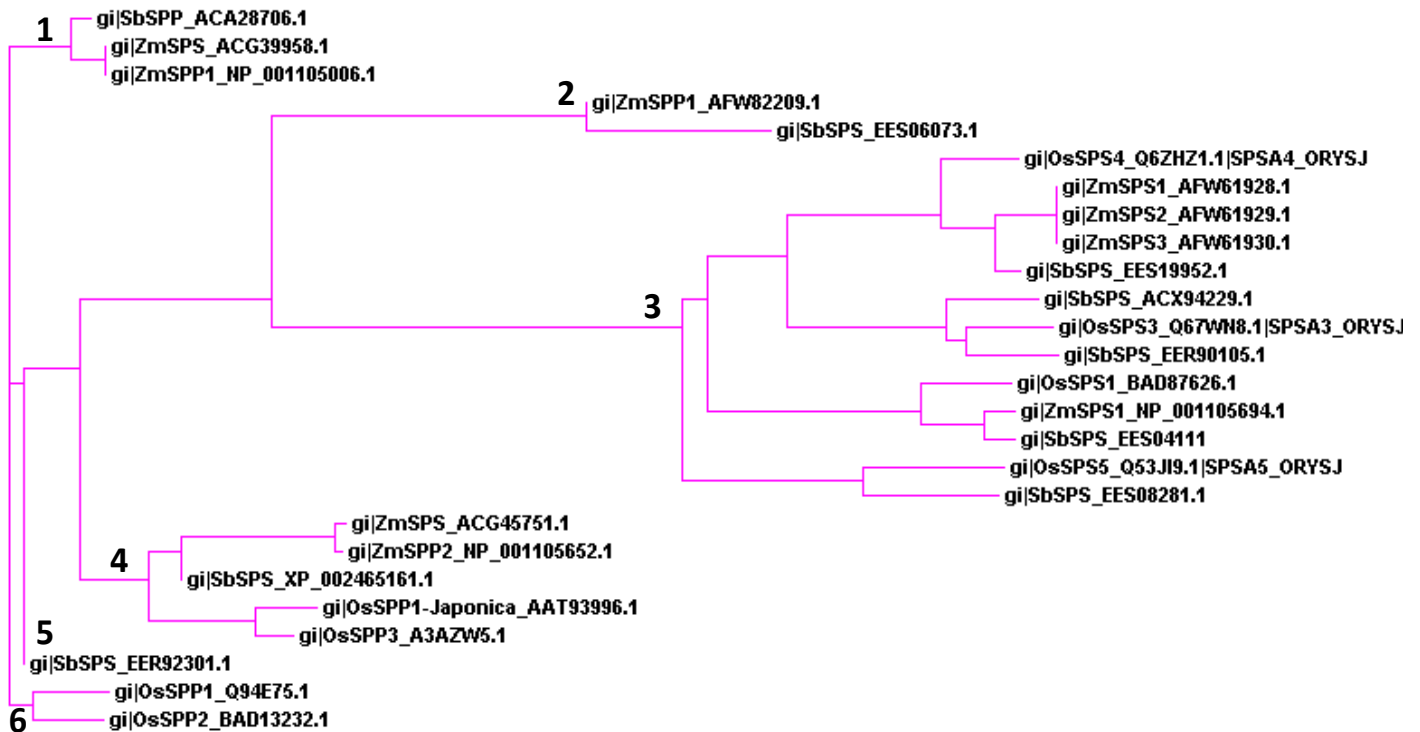 1
gi|SbSPP_ACA28706.1
gi|ZmSPS_ACG39958.1
gi|ZmSPP1_NP_001105006.1
2
gi|ZmSPP1_AFW82209.1
gi|SbSPS_EES06073.1
gi|OsSPS4_Q6ZHZ1.1|SPSA4_ORYSJ
gi|ZmSPS1_AFW61928.1
gi|ZmSPS2_AFW61929.1
gi|ZmSPS3_AFW61930.1
gi|SbSPS_EES19952.1
3
gi|SbSPS_ACX94229.1
gi|OsSPS3_Q67WN8.1|SPSA3_ORYSJ
gi|SbSPS_EER90105.1
gi|OsSPS1_BAD87626.1
gi|ZmSPS1_NP_001105694.1
gi|SbSPS_EES04111
gi|OsSPS5_Q53JI9.1|SPSA5_ORYSJ
gi|SbSPS_EES08281.1
gi|ZmSPS_ACG45751.1
gi|ZmSPP2_NP_001105652.1
4
gi|SbSPS_XP_002465161.1
gi|OsSPP1-Japonica_AAT93996.1
gi|OsSPP3_A3AZW5.1
5
gi|SbSPS_EER92301.1
gi|OsSPP1_Q94E75.1
6
gi|OsSPP2_BAD13232.1